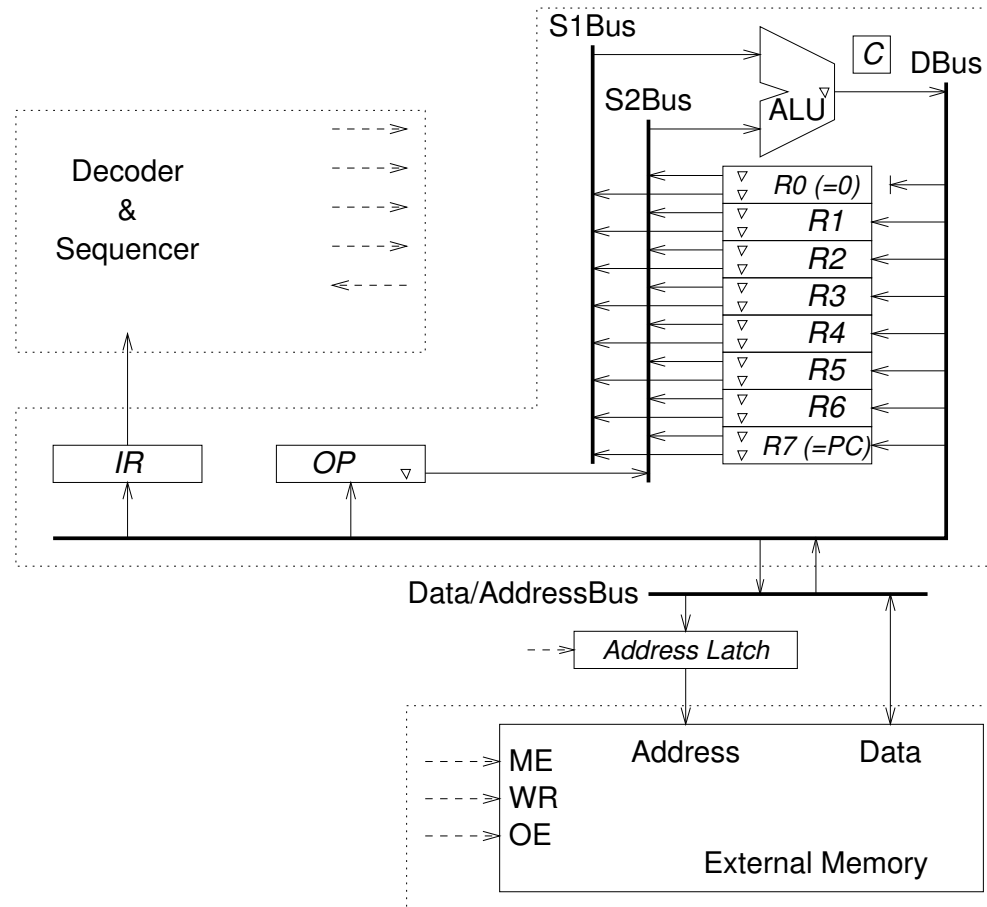 S1Bus
C
DBus
S2Bus
ALU
Decoder
&
Sequencer
R0 (=0)
R1
R2
R3
R4
R5
R6
R7 (=PC)
IR
OP
Data/AddressBus
Address Latch
Address
Data
ME
WR
OE
External Memory